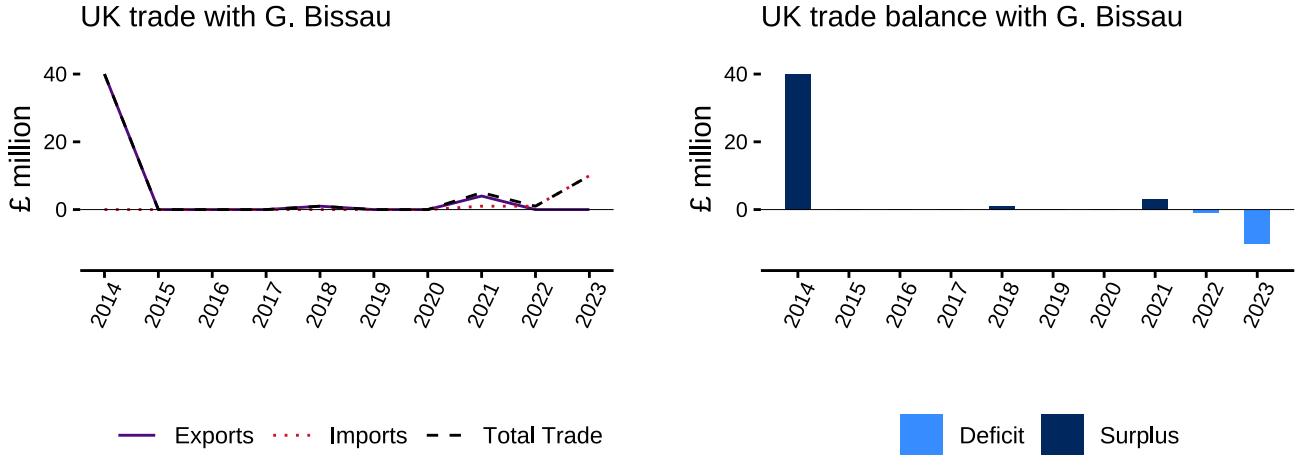 UK trade with G. Bissau
£ million
40
20
0
2014 2015 2016 2017 2018 2019 2020 2021 2022 2023
Exports Imports Total Trade
UK trade balance with G. Bissau
£ million
40
20
0
2014 2015 2016 2017 2018 2019 2020 2021 2022 2023
Deficit Surplus